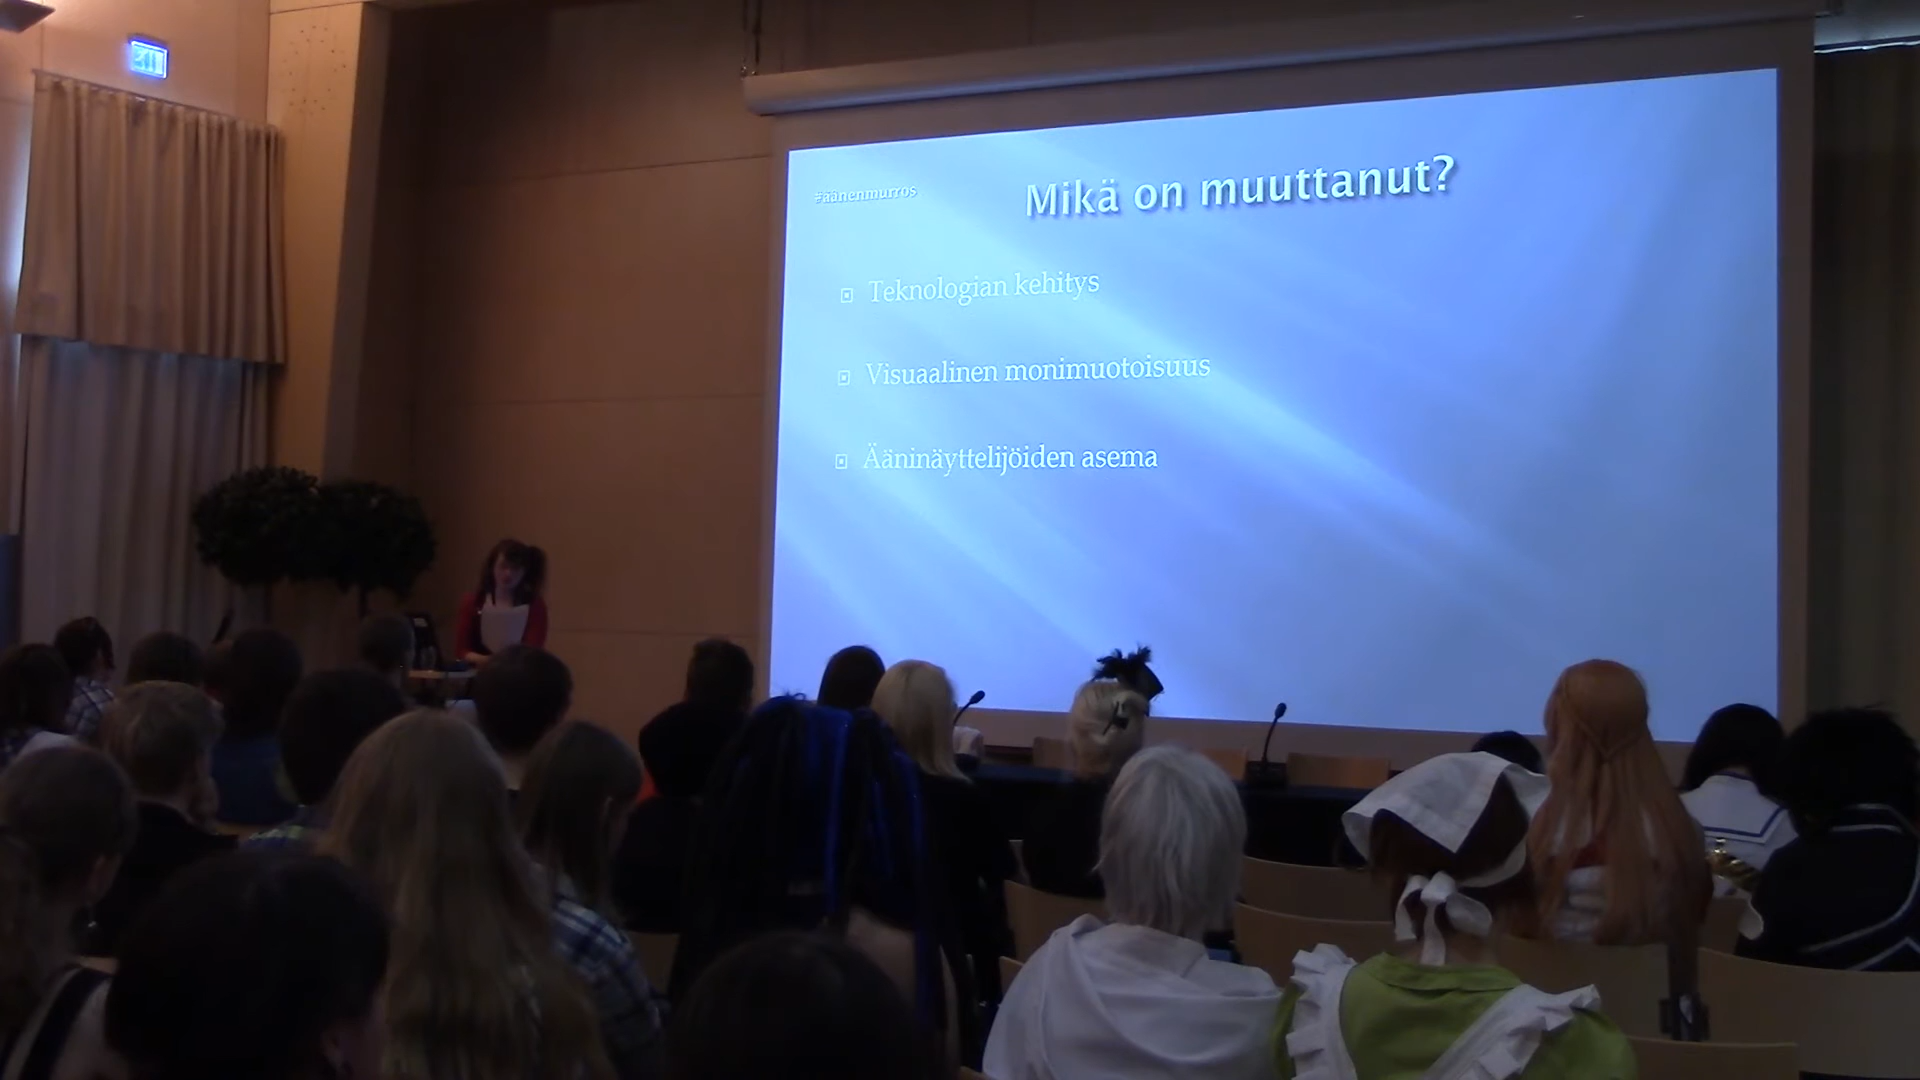 #äänenmurros
Mikä on muuttanut?
Teknologian kehitys
Visuaalinen monimuotoisuus
Ääninäyttelijöiden asema